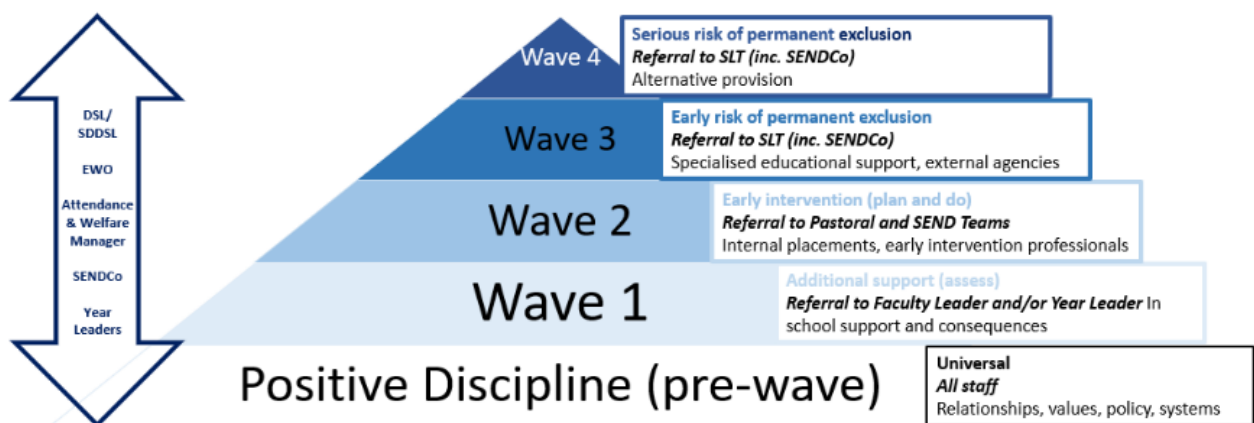 DSL/
SDDSL
EWO
Attendance
& Welfare
Manager
SENDCo
Year
Leaders
Wave 4
Serious risk of permanent exclusion
Referral to SLT (inc. SENDCo)
Alternative provision
Wave 3
Early risk of permanent exclusion
Referral to SLT (inc. SENDCo)
Specialised educational support, external agencies
Wave 2
Early intervention (plan and do)
Referral to Pastoral and SEND Teams
Internal placements, early intervention professionals
Wave 1
Additional support (assess)
Referral to Faculty Leader and/or Year Leader In
school support and consequences
Positive Discipline (pre-wave)
Universal
All staff
Relationships, values, policy, systems